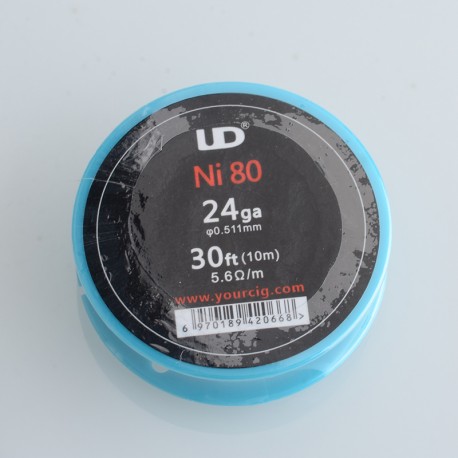 UD®
Ni 80
24ga
φ0.511mm
30ft (10m)
5.6Ω/m
www.yourcig.com
6 970189 420668 >